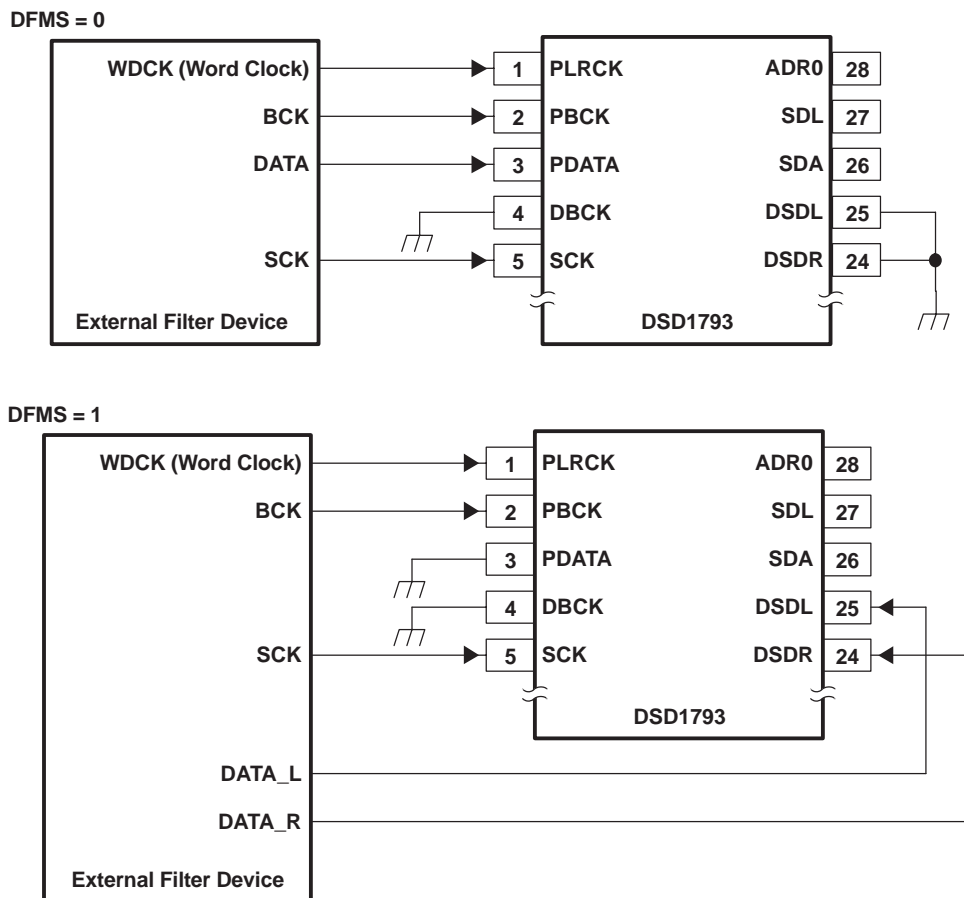 DFMS = 0
WDCK (Word Clock) 1 PLRCK ADR0 28
BCK 2 PBCK SDL 27
DATA 3 PDATA SDA 26
4 DBCK DSDL 25
SCK 5 SCK DSDR 24
External Filter Device DSD1793
DFMS = 1
WDCK (Word Clock) 1 PLRCK ADR0 28
BCK 2 PBCK SDL 27
3 PDATA SDA 26
4 DBCK DSDL 25
SCK 5 SCK DSDR 24
DSD1793
DATA_L
DATA_R
External Filter Device